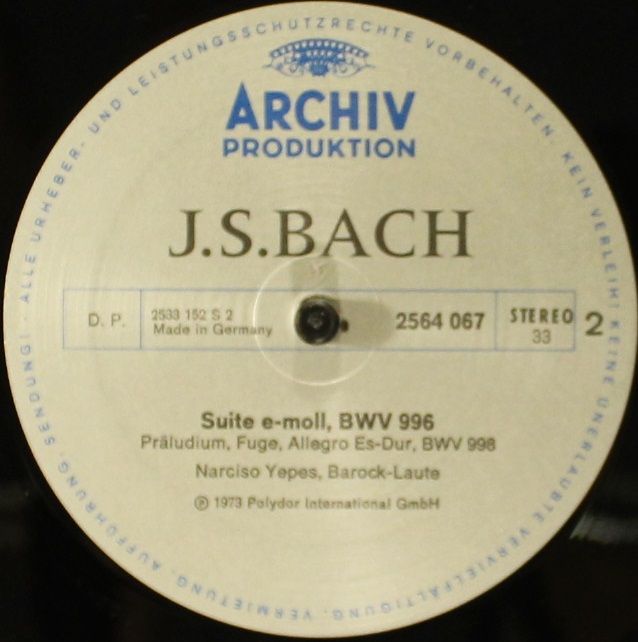 ALLE URHEBER- UND LEISTUNGSSCHUTZRECHTE VORBEHALTEN. KEIN VERLEIH! KEINE UNERLAUBTE VERVIELFÄLTIGUNG, VERMIETUNG, AUFFÜHRUNG, SENDUNG! -
ARCHIV
PRODUKTION
J.S.BACH
D. P.
2533 152 S 2
Made in Germany
2564 067
STEREO
33
2
Suite e-moll, BWV 996
Präludium, Fuge, Allegro Es-Dur, BWV 998
Narciso Yepes, Barock-Laute
℗ 1973 Polydor International GmbH